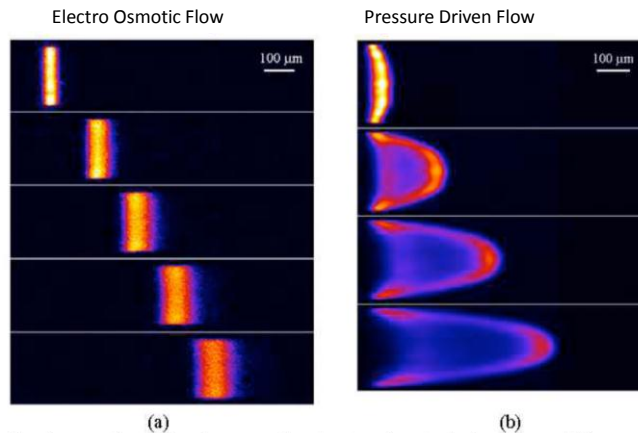 Electro Osmotic Flow
Pressure Driven Flow
100 μm
100 μm
(a)
(b)